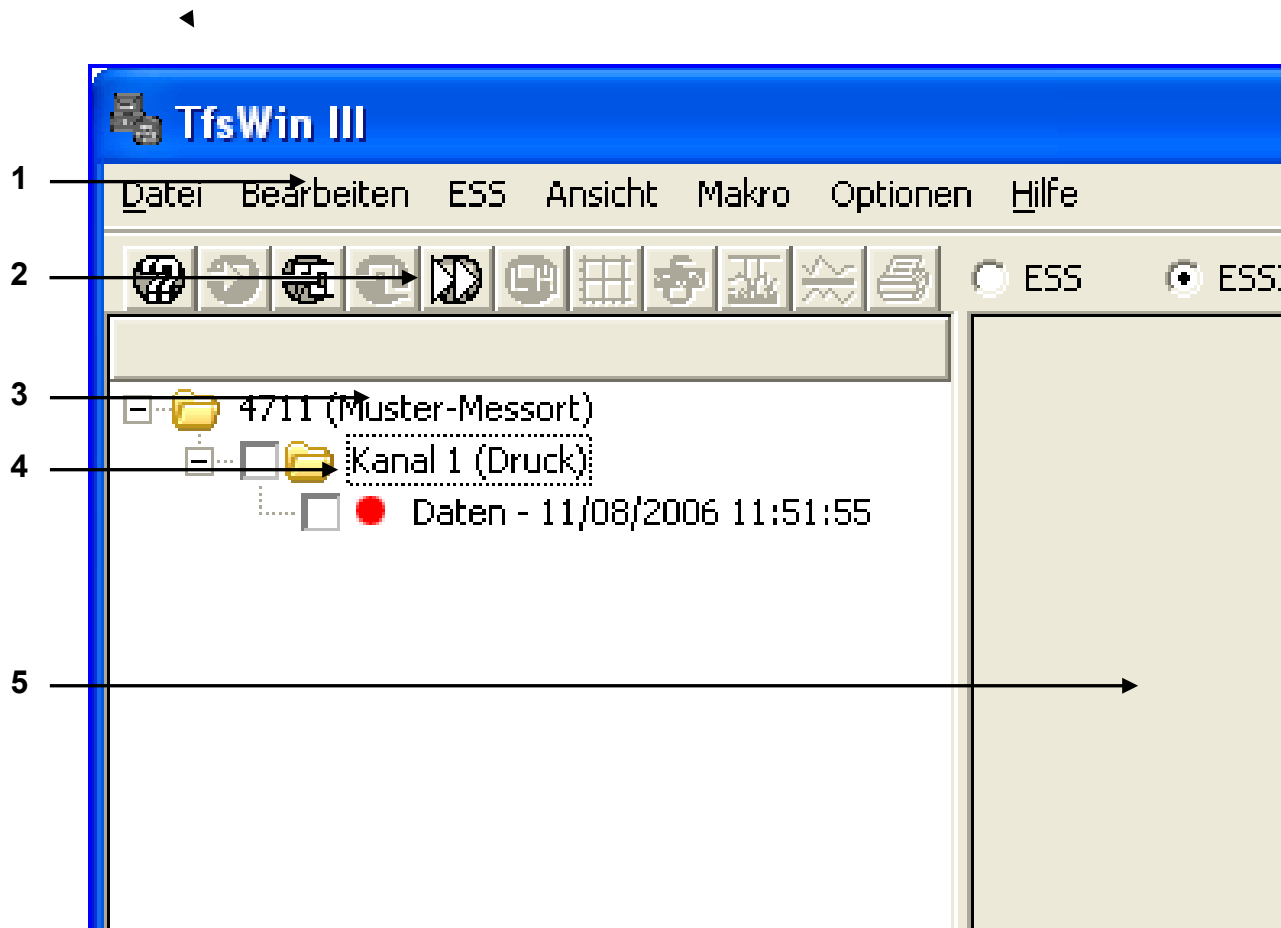 TfsWin III
1
Datei Bearbeiten ESS Ansicht Makro Optionen Hilfe
2
ESS ESSI
3
4711 (Muster-Messort)
4
Kanal 1 (Druck)
Daten - 11/08/2006 11:51:55
5